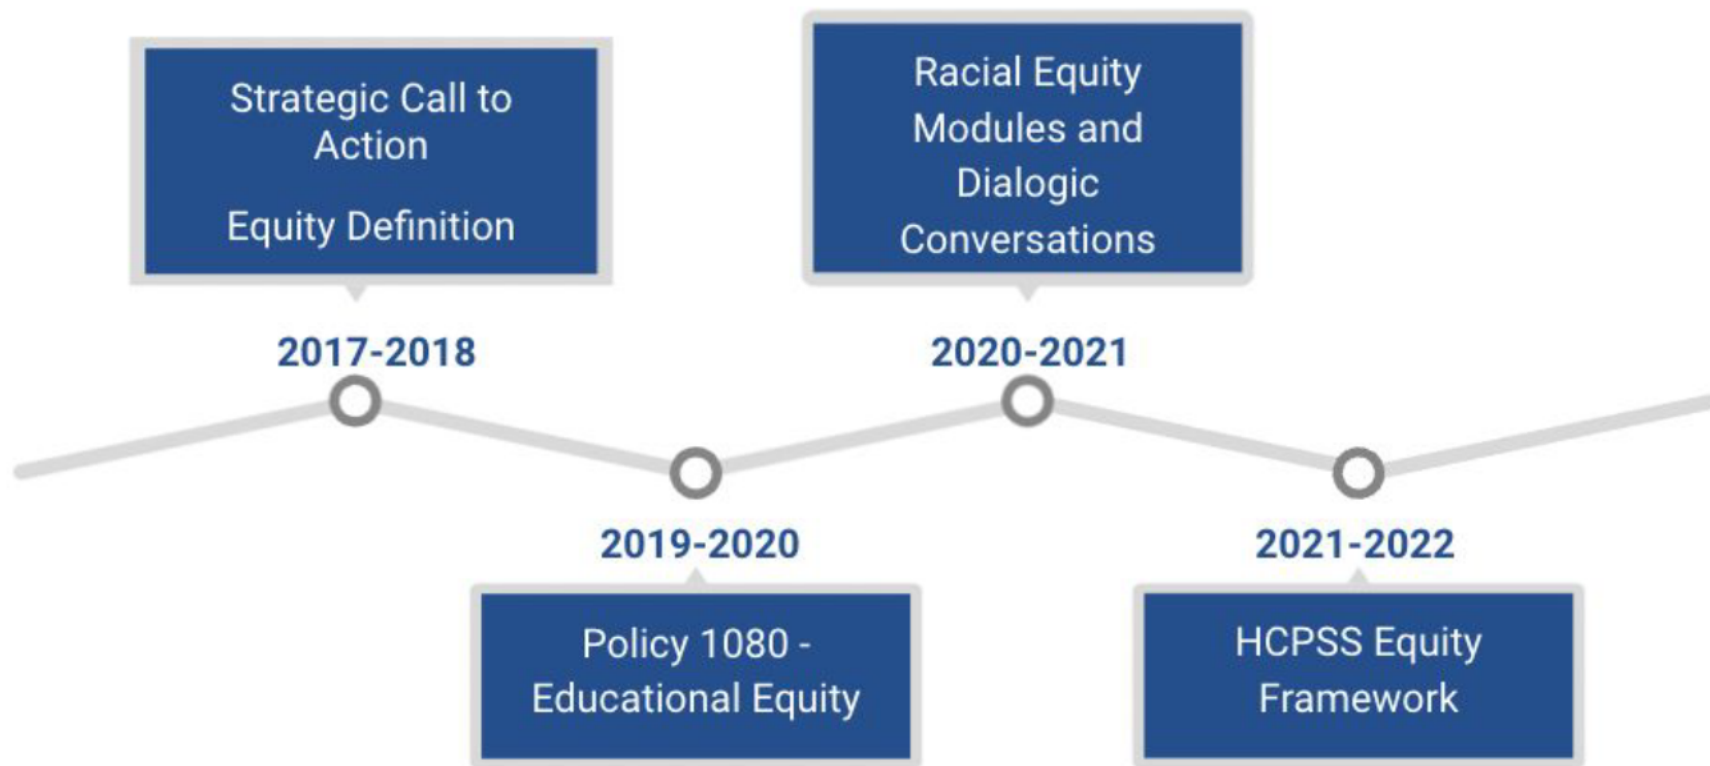 Strategic Call to
Action
Equity Definition
2017-2018
2019-2020
Policy 1080 -
Educational Equity
Racial Equity
Modules and
Dialogic
Conversations
2020-2021
2021-2022
HCPSS Equity
Framework